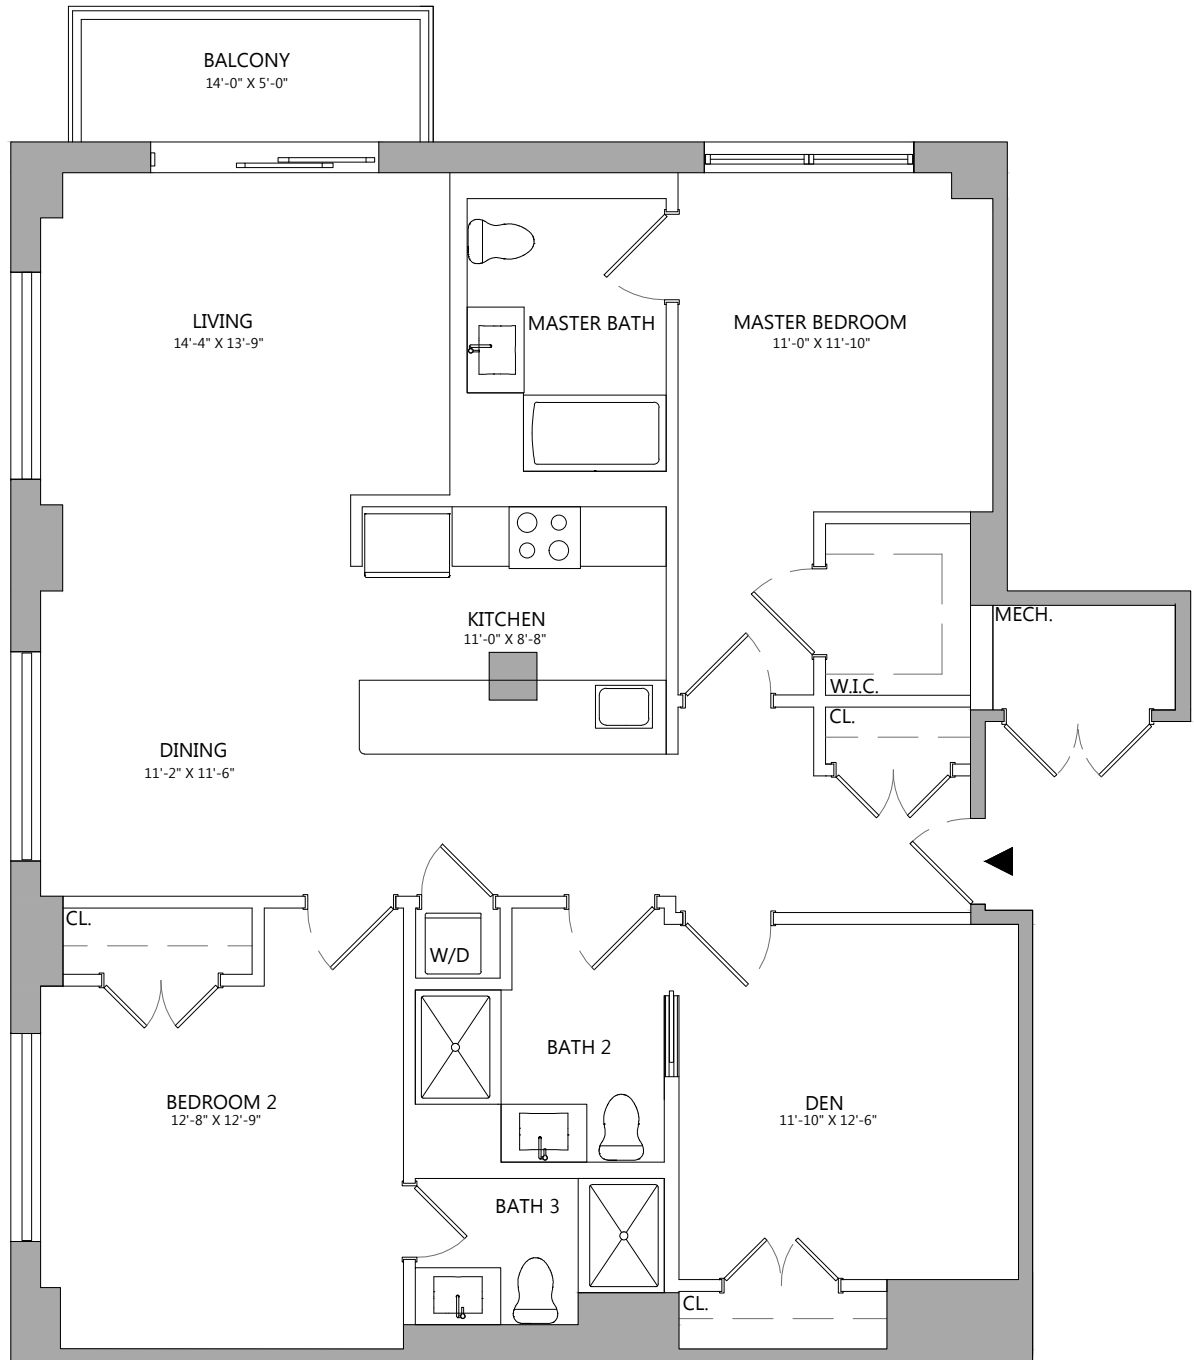 BALCONY
14'-0" X 5'-0"
LIVING
14'-4" X 13'-9"
MASTER BATH
MASTER BEDROOM
11'-0" X 11'-10"
KITCHEN
11'-0" X 8'-8"
MECH.
W.I.C.
CL.
DINING
11'-2" X 11'-6"
CL.
W/D
BATH 2
BEDROOM 2
12'-8" X 12'-9"
DEN
11'-10" X 12'-6"
BATH 3
CL.